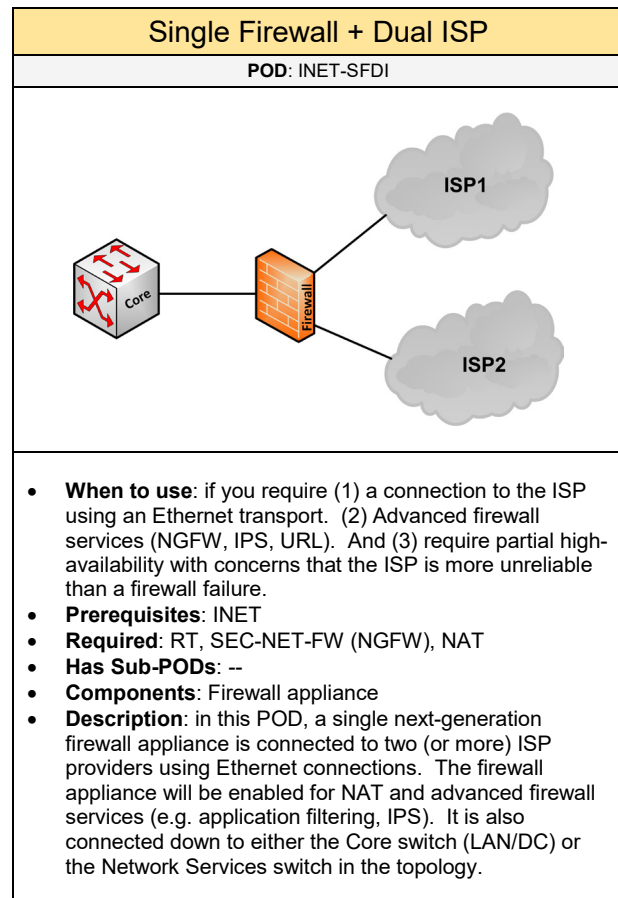 Single Firewall + Dual ISP
POD: INET-SFDI
ISP1
Core
Firewall
ISP2
• When to use: if you require (1) a connection to the ISP
using an Ethernet transport. (2) Advanced firewall
services (NGFW, IPS, URL). And (3) require partial high-
availability with concerns that the ISP is more unreliable
than a firewall failure.
• Prerequisites: INET
• Required: RT, SEC-NET-FW (NGFW), NAT
• Has Sub-PODs: --
• Components: Firewall appliance
• Description: in this POD, a single next-generation
firewall appliance is connected to two (or more) ISP
providers using Ethernet connections. The firewall
appliance will be enabled for NAT and advanced firewall
services (e.g. application filtering, IPS). It is also
connected down to either the Core switch (LAN/DC) or
the Network Services switch in the topology.